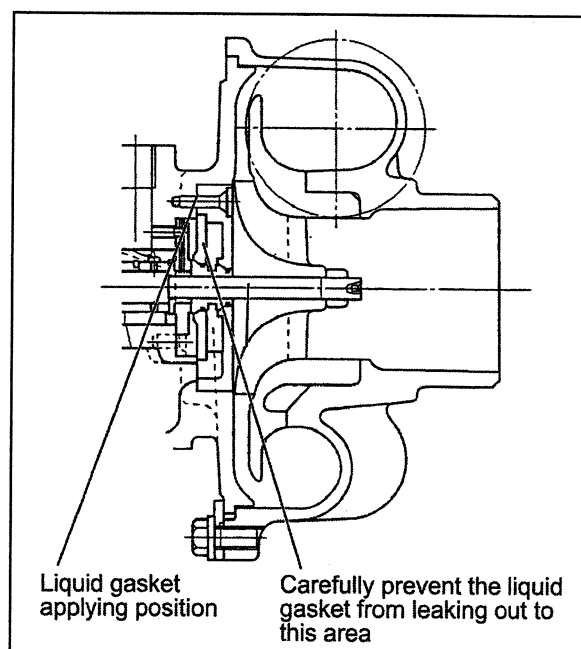 Liquid gasket
applying position
Carefully prevent the liquid
gasket from leaking out to
this area